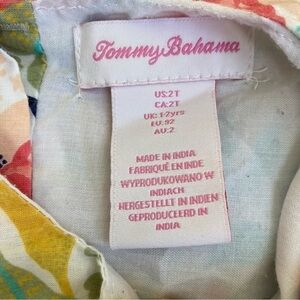 Tommy Bahama
US:2T
CA:2T
UK: 1-2yrs
EU: 92
AU:2
MADE IN INDIA
FABRIQUÉ EN INDE
WYPRODUKOWANO W
INDIACH
HERGESTELLT IN INDIEN
GEPRODUCEERD IN
INDIA